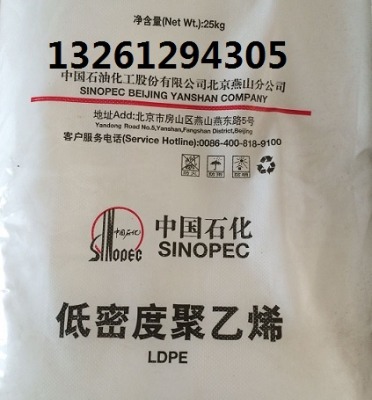 净含量(Net Wt.):25kg
13261294305
中国石油化工股份有限公司北京燕山分公司
SINOPEC BEIJING YANSHAN COMPANY
地址Add:北京市房山区燕山燕东路5号
Yandong Road No.5,Yanshan,Fangshan District,Beijing
客户服务电话(Service Hotline):0086-400-818-9100
中国石化
SINOPEC
中国石化
SINOPEC
低密度聚乙烯
LDPE